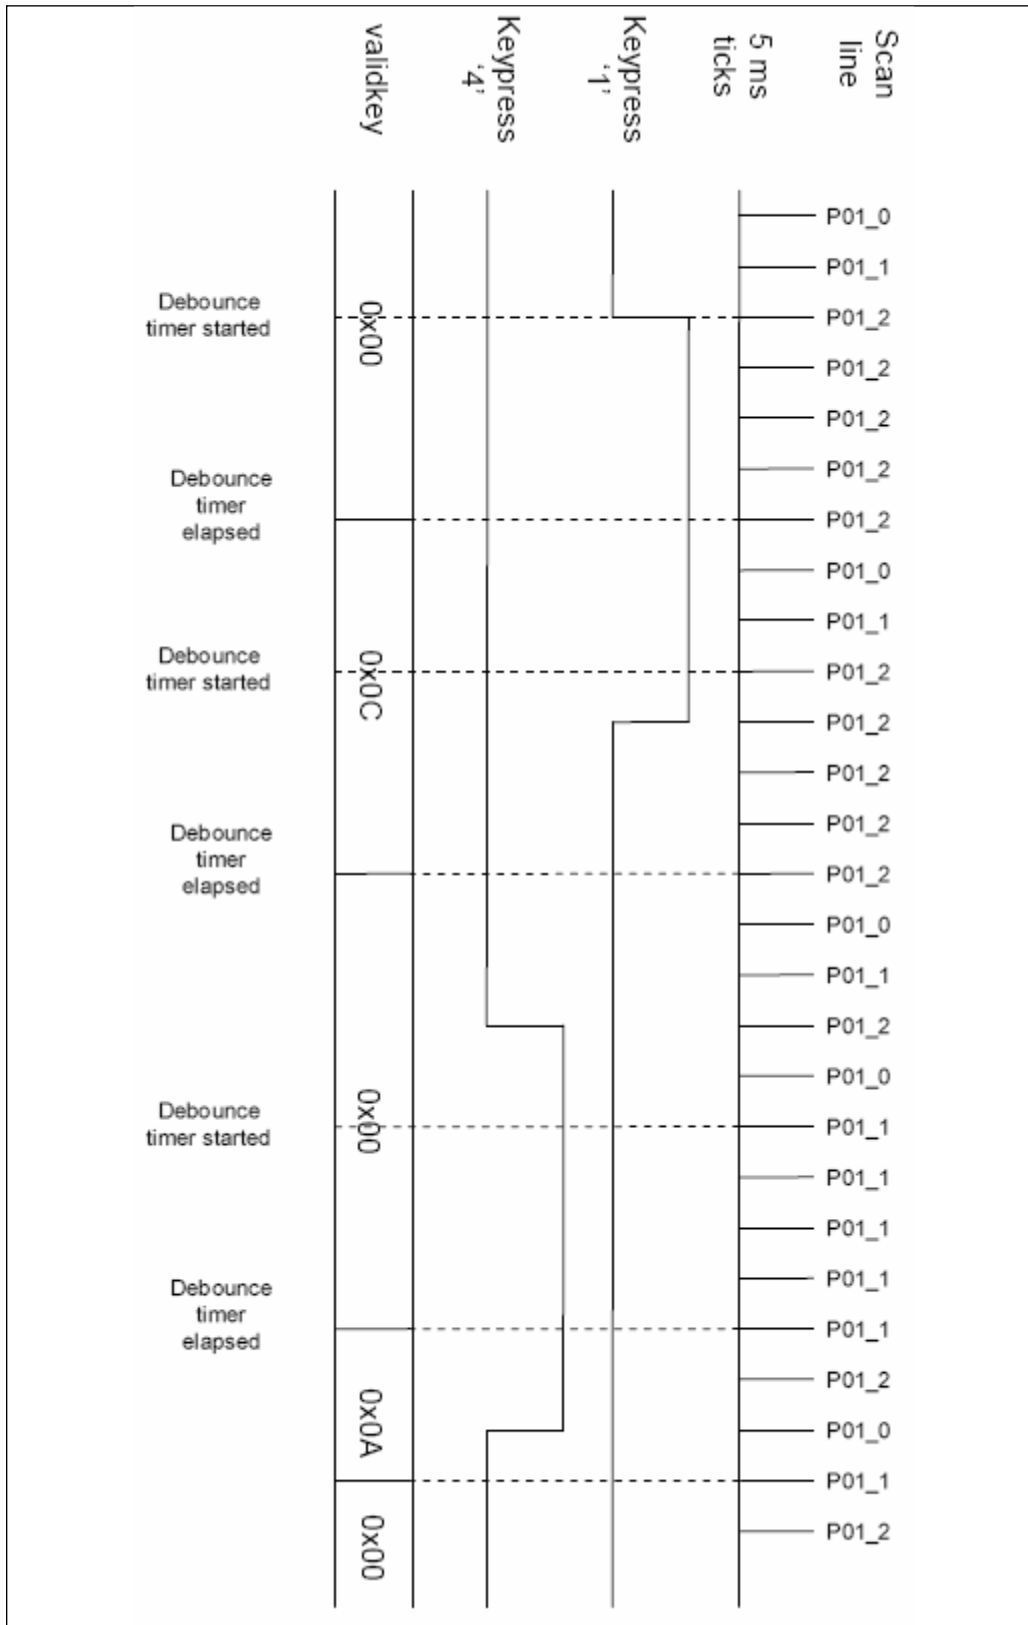 Scan
line
5 ms
ticks
Keypress
‘1’
Keypress
‘4’
validkey
P01_0
P01_1
P01_2
P01_2
P01_2
P01_2
P01_2
P01_0
P01_1
P01_2
P01_2
P01_2
P01_2
P01_2
P01_0
P01_1
P01_2
P01_0
P01_1
P01_1
P01_1
P01_1
P01_1
P01_2
P01_0
P01_1
P01_2
0x00
0x0C
0x00
0x0A
0x00
Debounce
timer started
Debounce
timer
elapsed
Debounce
timer started
Debounce
timer
elapsed
Debounce
timer started
Debounce
timer
elapsed